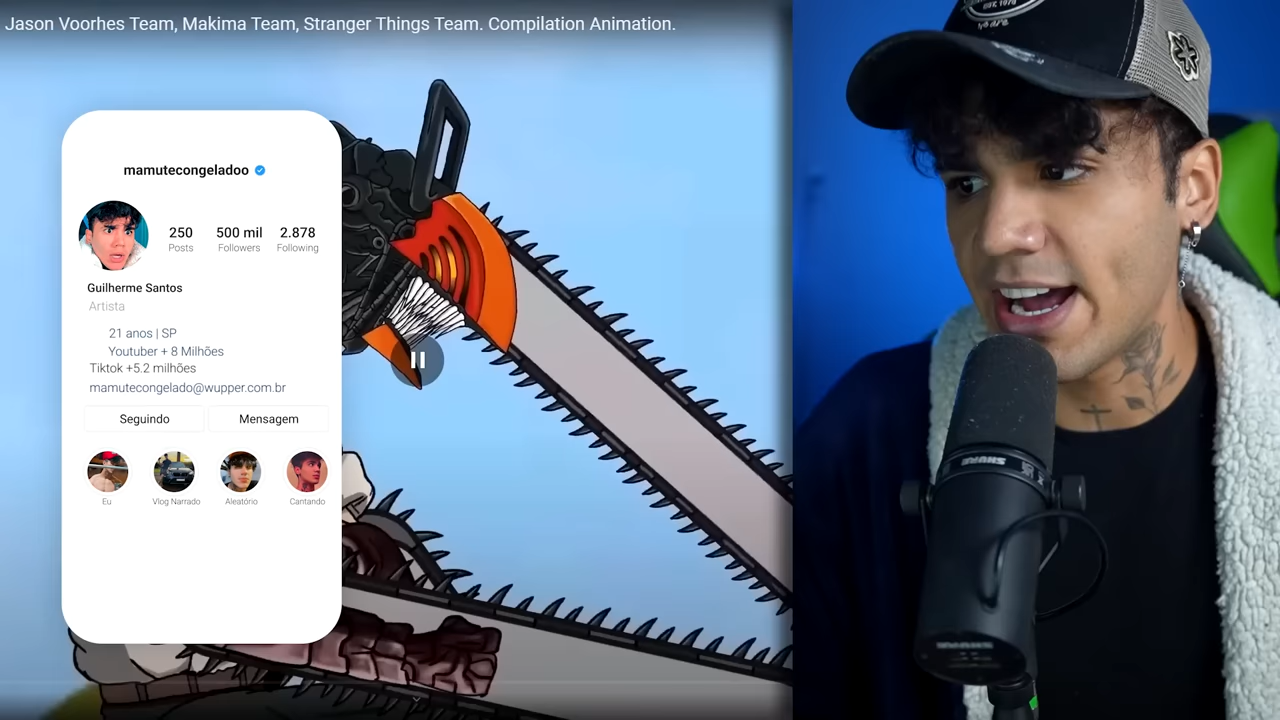 Jason Voorhes Team, Makima Team, Stranger Things Team. Compilation Animation.
mamutecongeladoo
250 500 mil 2.878
Posts Followers Following
Guilherme Santos
Artista
21 anos | SP
Youtuber + 8 Milhões
Tiktok +5.2 milhões
mamutecongelado@wupper.com.br
Seguindo Mensagem
Eu Vlog Narrado Aleatório Cantando
SHURE